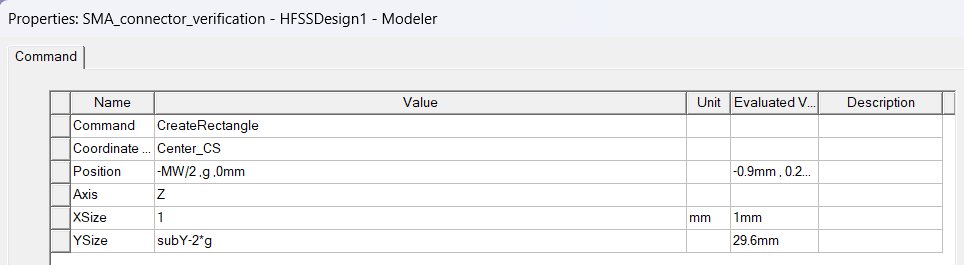 Properties: SMA_connector_verification - HFSSDesign1 - Modeler
Command
Name Value Unit Evaluated V... Description
Command CreateRectangle
Coordinate ... Center_CS
Position -MW/2 ,g ,0mm -0.9mm , 0.2...
Axis Z
XSize 1 mm 1mm
YSize subY-2*g 29.6mm